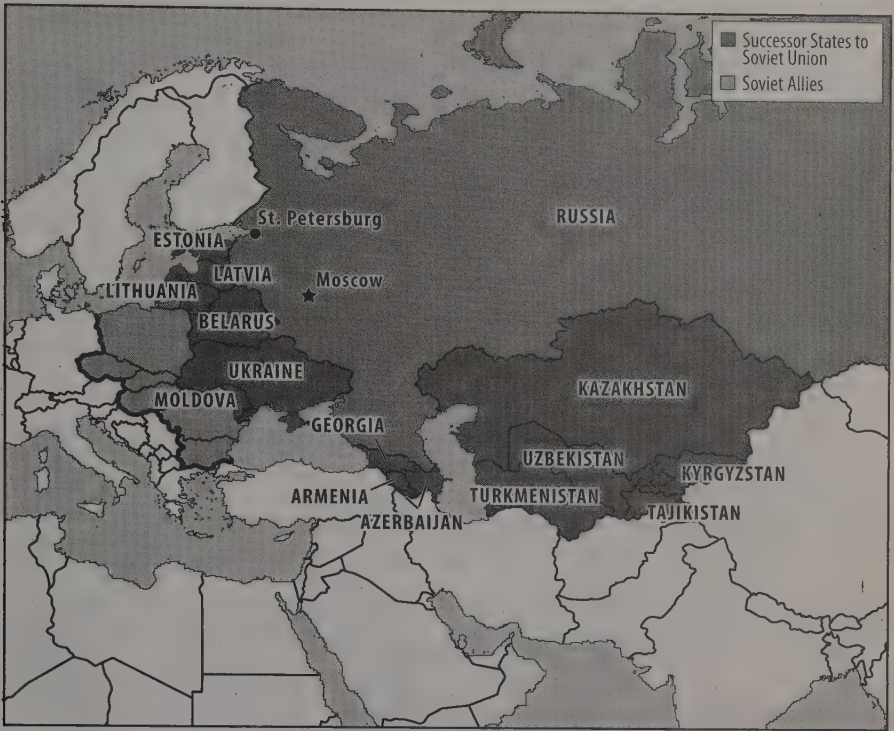 Successor States to
Soviet Union
Soviet Allies
RUSSIA
St. Petersburg
ESTONIA
LATVIA
Moscow
LITHUANIA
BELARUS
UKRAINE
KAZAKHSTAN
MOLDOVA
GEORGIA
UZBEKISTAN
KYRGYZSTAN
ARMENIA
TURKMENISTAN
TAJIKISTAN
AZERBAIJAN